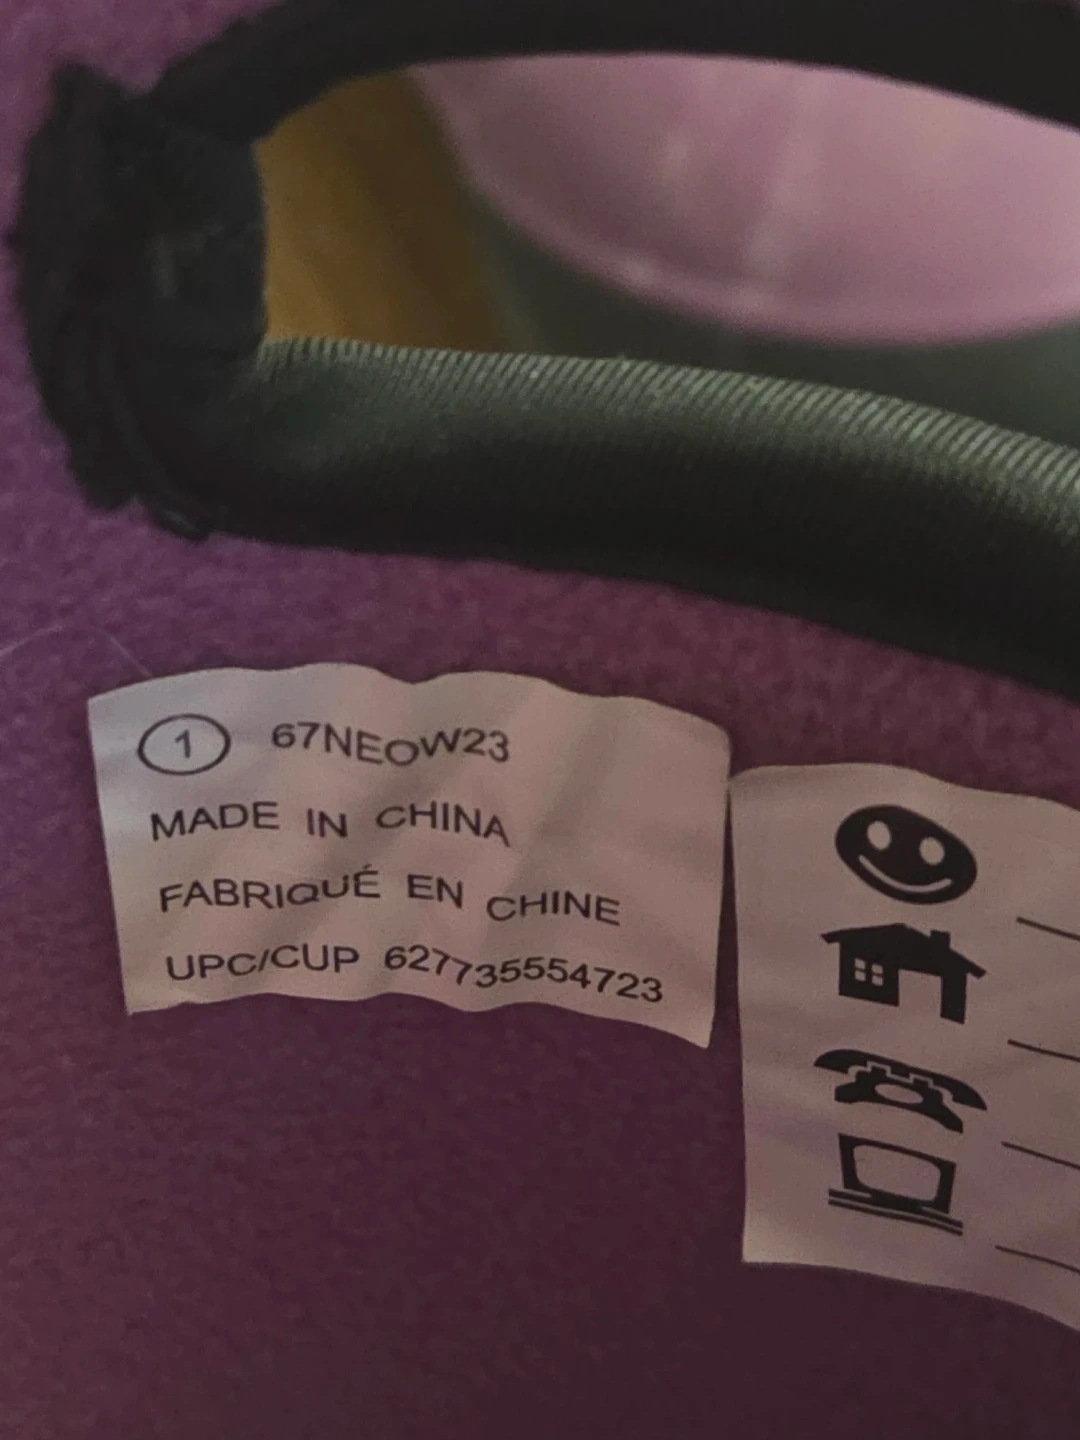 1 67NEOW23
MADE IN CHINA
FABRIQUÉ EN CHINE
UPC/CUP 627735554723